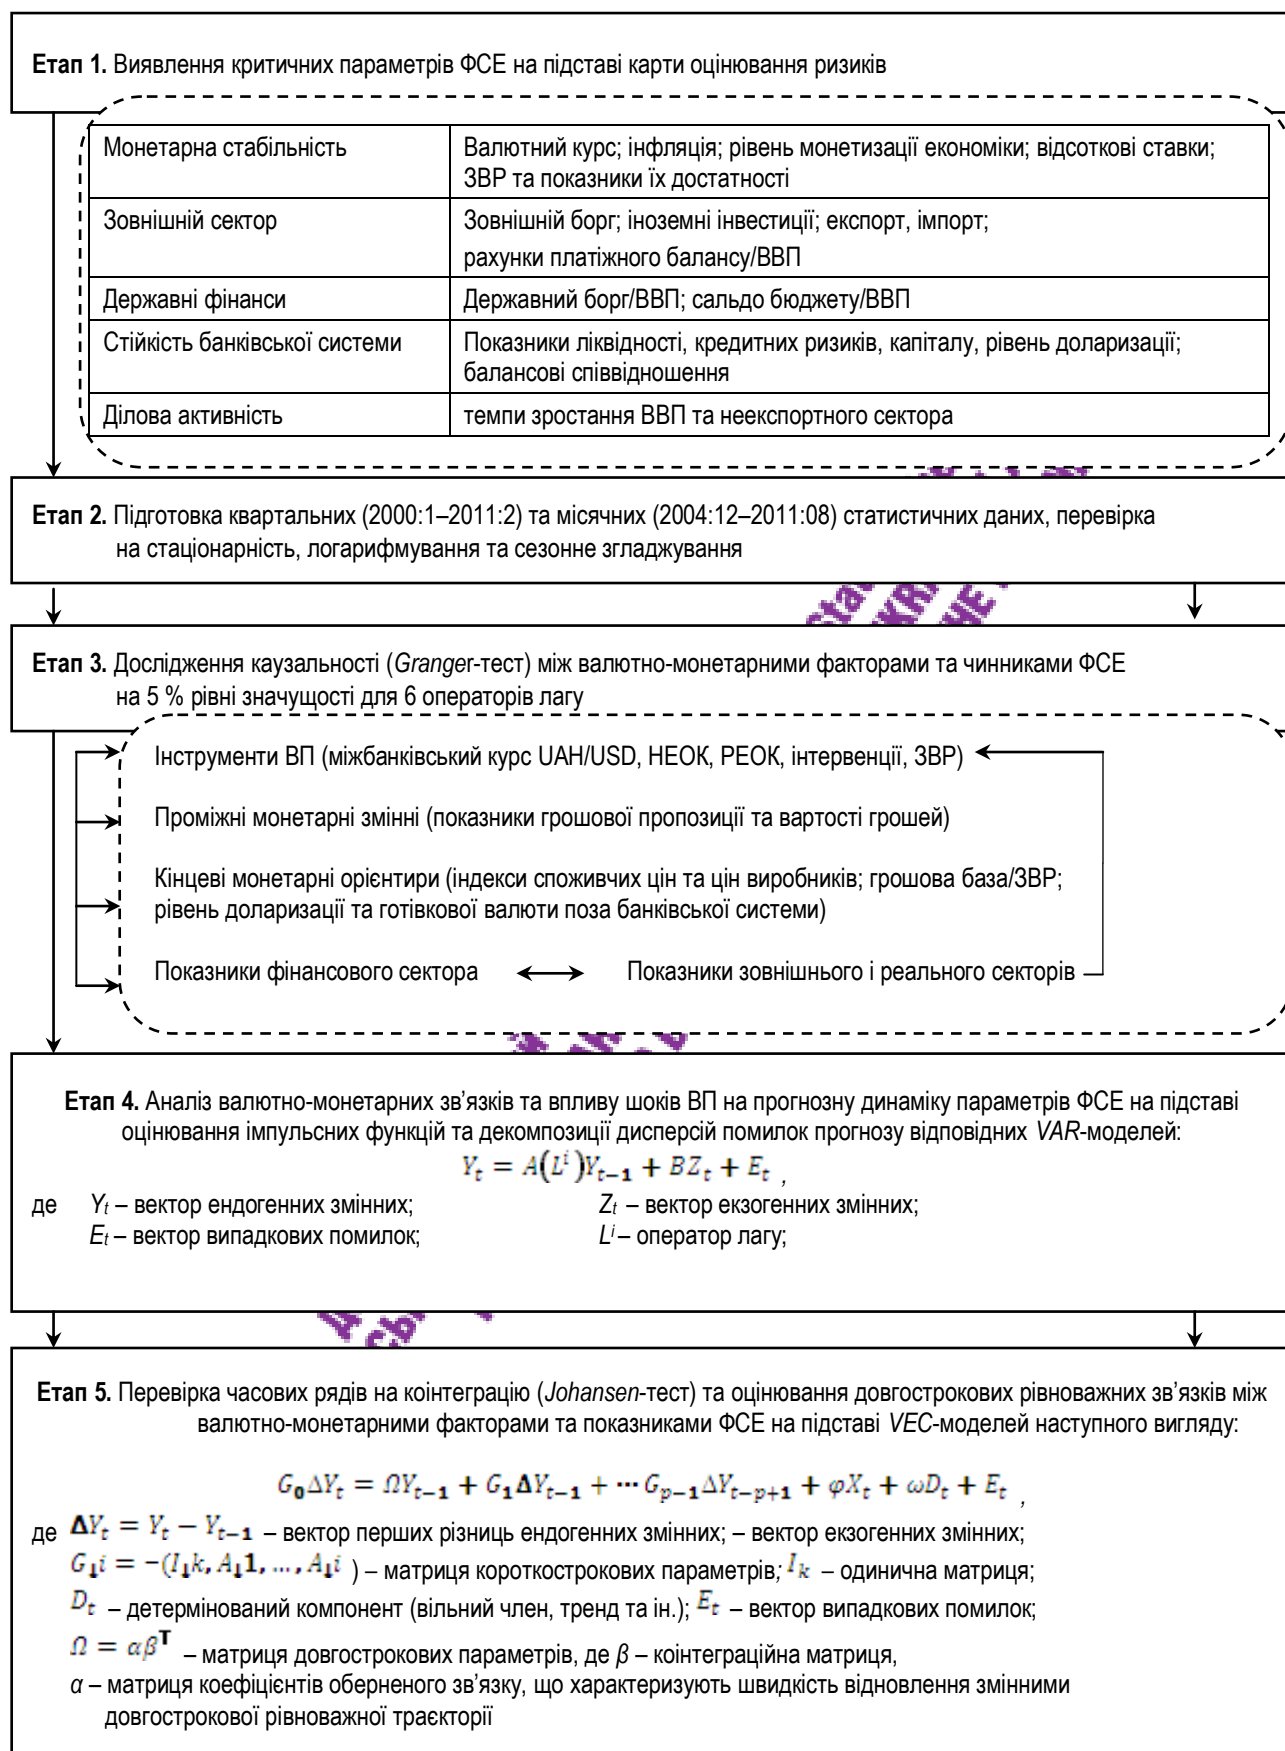 Етап 1. Виявлення критичних параметрів ФСЕ на підставі карти оцінювання ризиків
Монетарна стабільність
Валютний курс; інфляція; рівень монетизації економіки; відсоткові ставки;
ЗВР та показники їх достатності
Зовнішній сектор
Зовнішній борг; іноземні інвестиції; експорт, імпорт;
рахунки платіжного балансу/ВВП
Державні фінанси
Державний борг/ВВП; сальдо бюджету/ВВП
Стійкість банківської системи
Показники ліквідності, кредитних ризиків, капіталу, рівень доларизації;
балансові співвідношення
Ділова активність
темпи зростання ВВП та неекспортного сектора
Етап 2. Підготовка квартальних (2000:1–2011:2) та місячних (2004:12–2011:08) статистичних даних, перевірка
на стаціонарність, логарифмування та сезонне згладжування
Етап 3. Дослідження каузальності (Granger-тест) між валютно-монетарними факторами та чинниками ФСЕ
на 5 % рівні значущості для 6 операторів лагу
Інструменти ВП (міжбанківський курс UAH/USD, НЕОК, РЕОК, інтервенції, ЗВР)
Проміжні монетарні змінні (показники грошової пропозиції та вартості грошей)
Кінцеві монетарні орієнтири (індекси споживчих цін та цін виробників; грошова база/ЗВР;
рівень доларизації та готівкової валюти поза банківської системи)
Показники фінансового сектора
Показники зовнішнього і реального секторів
Етап 4. Аналіз валютно-монетарних зв’язків та впливу шоків ВП на прогнозну динаміку параметрів ФСЕ на підставі
оцінювання імпульсних функцій та декомпозиції дисперсій помилок прогнозу відповідних VAR-моделей:
Yₜ = A(Lⁱ)Yₜ₋₁ + BZₜ + Eₜ ,
де Yₜ – вектор ендогенних змінних; Zₜ – вектор екзогенних змінних;
Eₜ – вектор випадкових помилок; Lⁱ – оператор лагу;
Етап 5. Перевірка часових рядів на коінтеграцію (Johansen-тест) та оцінювання довгострокових рівноважних зв’язків між
валютно-монетарними факторами та показниками ФСЕ на підставі VEC-моделей наступного вигляду:
G₀ΔYₜ = ΩYₜ₋₁ + G₁ΔYₜ₋₁ + ⋯ Gₚ₋₁ΔYₜ₋ₚ₊₁ + φXₜ + ωDₜ + Eₜ ,
де ΔYₜ = Yₜ − Yₜ₋₁ – вектор перших різниць ендогенних змінних; – вектор екзогенних змінних;
G↓i = −(I↓k, A↓1, …, A↓i ) – матриця короткострокових параметрів; Iₖ – одинична матриця;
Dₜ – детермінований компонент (вільний член, тренд та ін.); Eₜ – вектор випадкових помилок;
Ω = αβᵀ – матриця довгострокових параметрів, де β – коінтеграційна матриця,
α – матриця коефіцієнтів оберненого зв’язку, що характеризують швидкість відновлення змінними
довгострокової рівноважної траєкторії